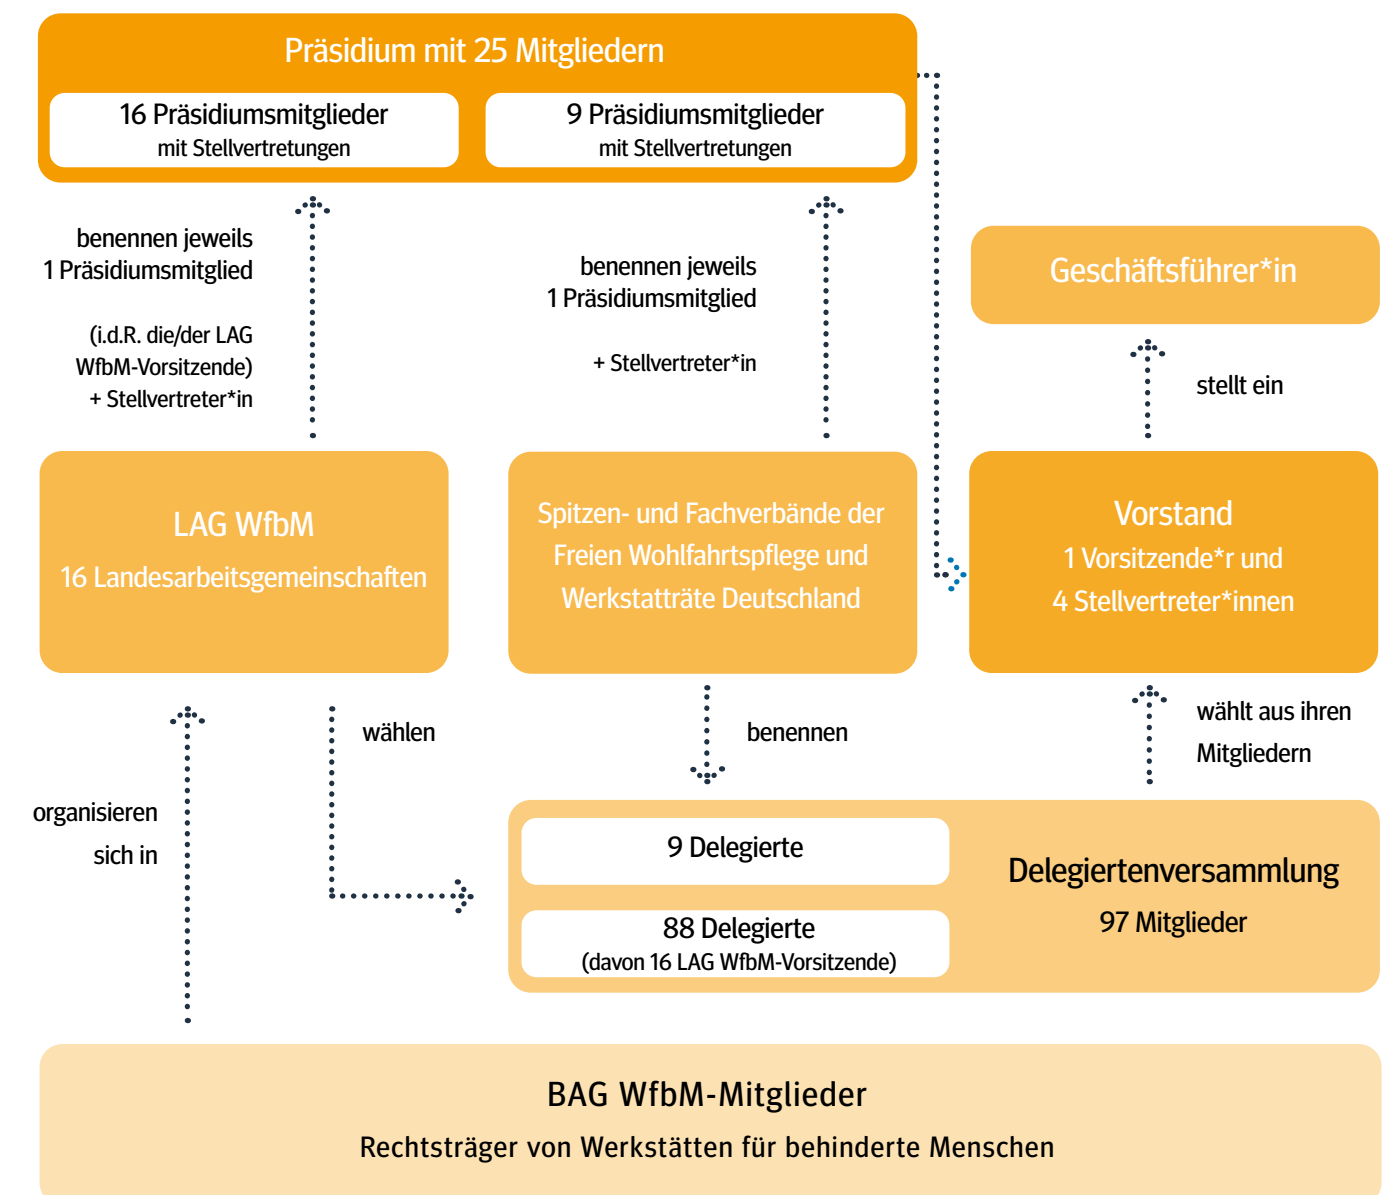 Präsidium mit 25 Mitgliedern
16 Präsidiumsmitglieder
mit Stellvertretungen
9 Präsidiumsmitglieder
mit Stellvertretungen
benennen jeweils
1 Präsidiumsmitglied
(i.d.R. die/der LAG
WfbM-Vorsitzende)
+ Stellvertreter*in
benennen jeweils
1 Präsidiumsmitglied
+ Stellvertreter*in
Geschäftsführer*in
stellt ein
LAG WfbM
16 Landesarbeitsgemeinschaften
Spitzen- und Fachverbände der
Freien Wohlfahrtspflege und
Werkstatträte Deutschland
Vorstand
1 Vorsitzende*r und
4 Stellvertreter*innen
wählen
benennen
wählt aus ihren
Mitgliedern
organisieren
sich in
9 Delegierte
88 Delegierte
(davon 16 LAG WfbM-Vorsitzende)
Delegiertenversammlung
97 Mitglieder
BAG WfbM-Mitglieder
Rechtsträger von Werkstätten für behinderte Menschen